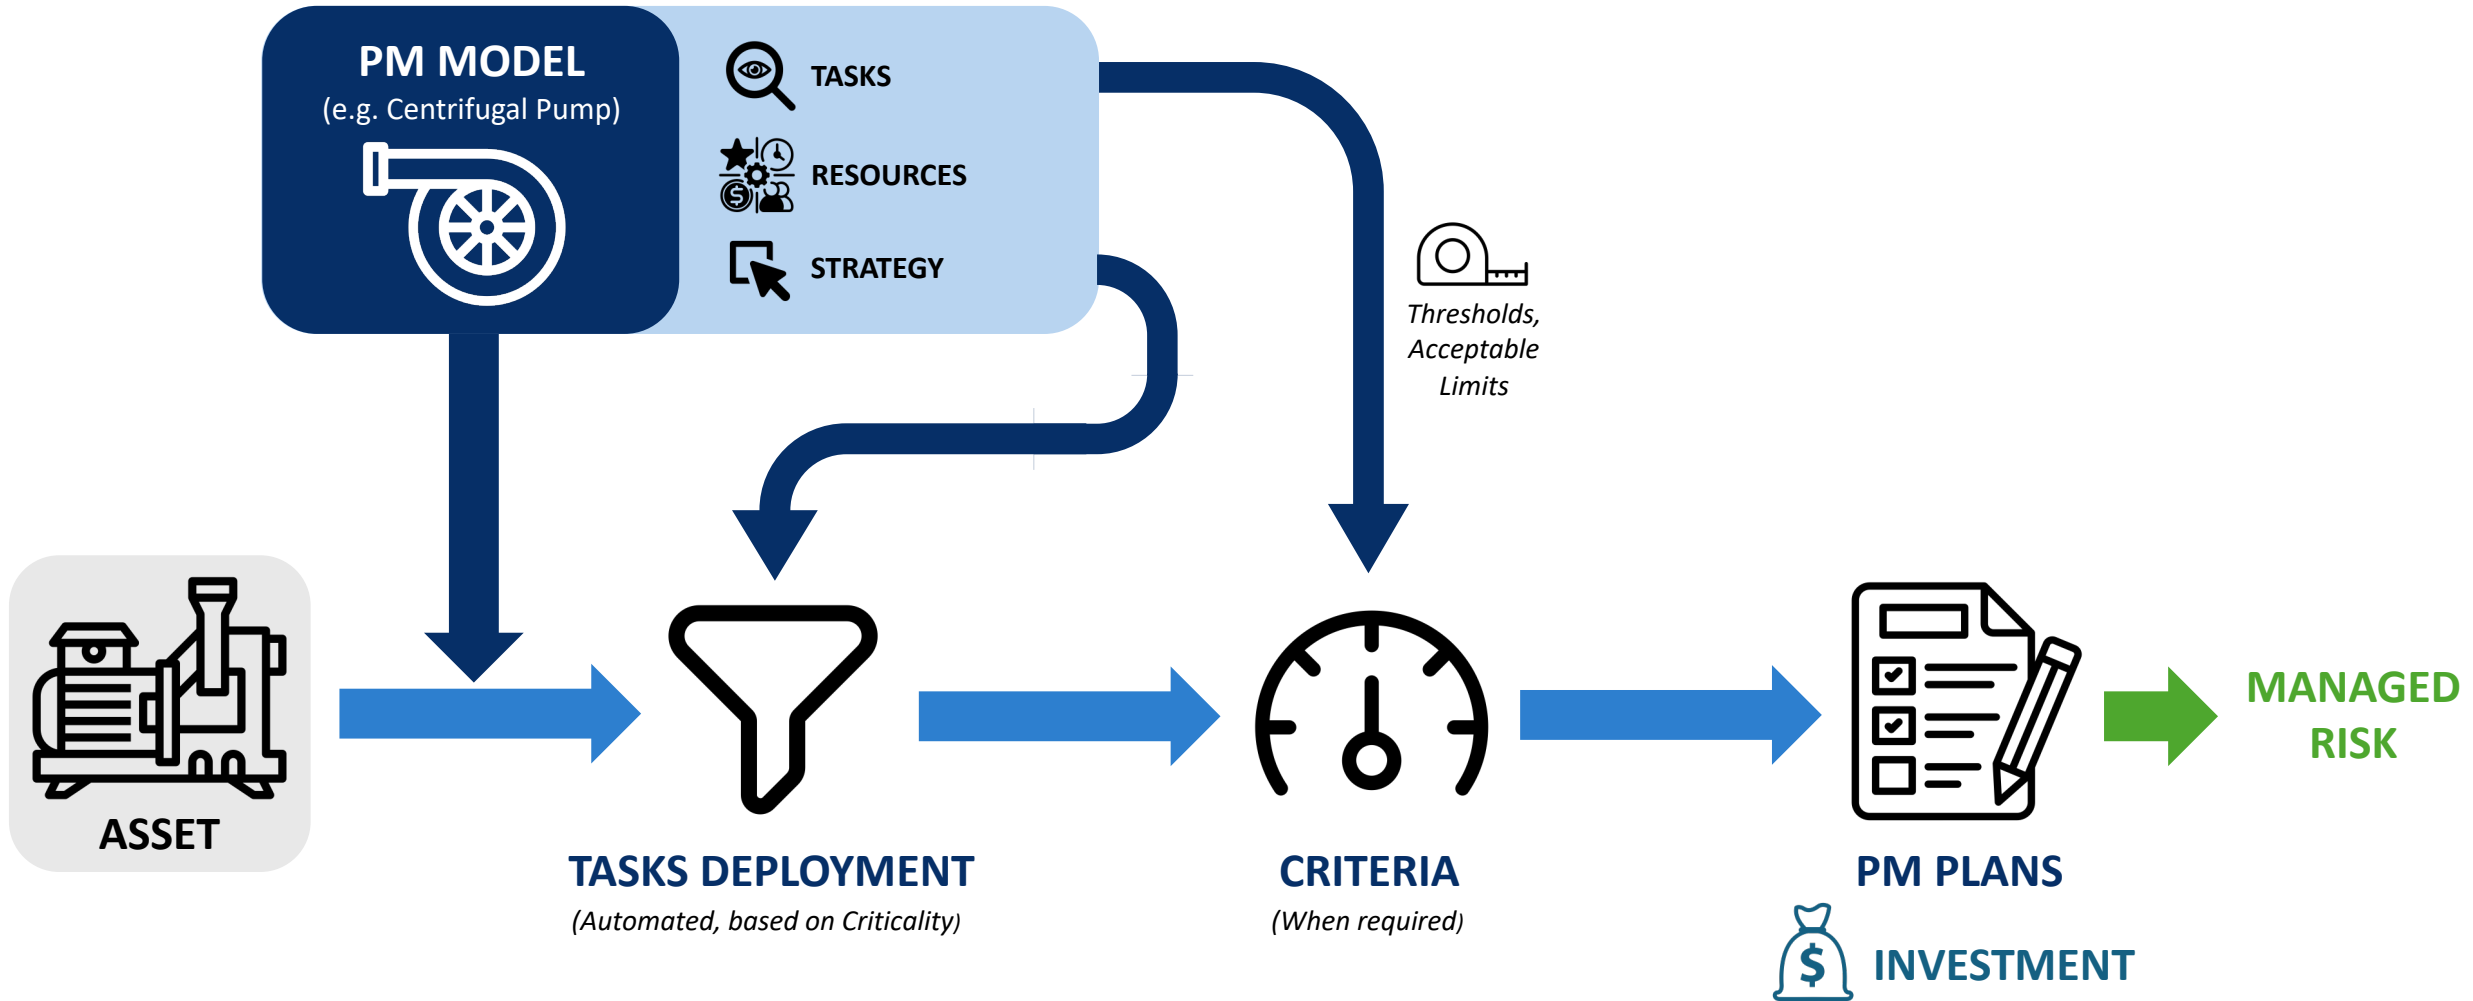 PM MODEL
(e.g. Centrifugal Pump)
TASKS
RESOURCES
STRATEGY
Thresholds,
Acceptable
Limits
ASSET
TASKS DEPLOYMENT
(Automated, based on Criticality)
CRITERIA
(When required)
PM PLANS
$ INVESTMENT
MANAGED
RISK